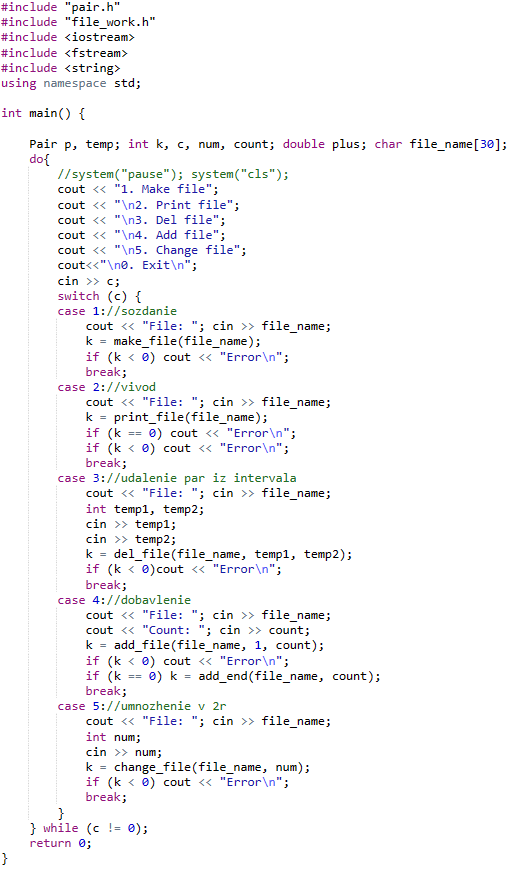 #include "pair.h"
#include "file_work.h"
#include <iostream>
#include <fstream>
#include <string>
using namespace std;

int main() {

    Pair p, temp; int k, c, num, count; double plus; char file_name[30];
    do{
        //system("pause"); system("cls");
        cout << "1. Make file";
        cout << "\n2. Print file";
        cout << "\n3. Del file";
        cout << "\n4. Add file";
        cout << "\n5. Change file";
        cout<<"\n0. Exit\n";
        cin >> c;
        switch (c) {
        case 1://sozdanie
            cout << "File: "; cin >> file_name;
            k = make_file(file_name);
            if (k < 0) cout << "Error\n";
            break;
        case 2://vivod
            cout << "File: "; cin >> file_name;
            k = print_file(file_name);
            if (k == 0) cout << "Error\n";
            if (k < 0) cout << "Error\n";
            break;
        case 3://udalenie par iz intervala
            cout << "File: "; cin >> file_name;
            int temp1, temp2;
            cin >> temp1;
            cin >> temp2;
            k = del_file(file_name, temp1, temp2);
            if (k < 0)cout << "Error\n";
            break;
        case 4://dobavlenie
            cout << "File: "; cin >> file_name;
            cout << "Count: "; cin >> count;
            k = add_file(file_name, 1, count);
            if (k < 0) cout << "Error\n";
            if (k == 0) k = add_end(file_name, count);
            break;
        case 5://umnozhenie v 2r
            cout << "File: "; cin >> file_name;
            int num;
            cin >> num;
            k = change_file(file_name, num);
            if (k < 0) cout << "Error\n";
            break;
        }
    } while (c != 0);
    return 0;
}